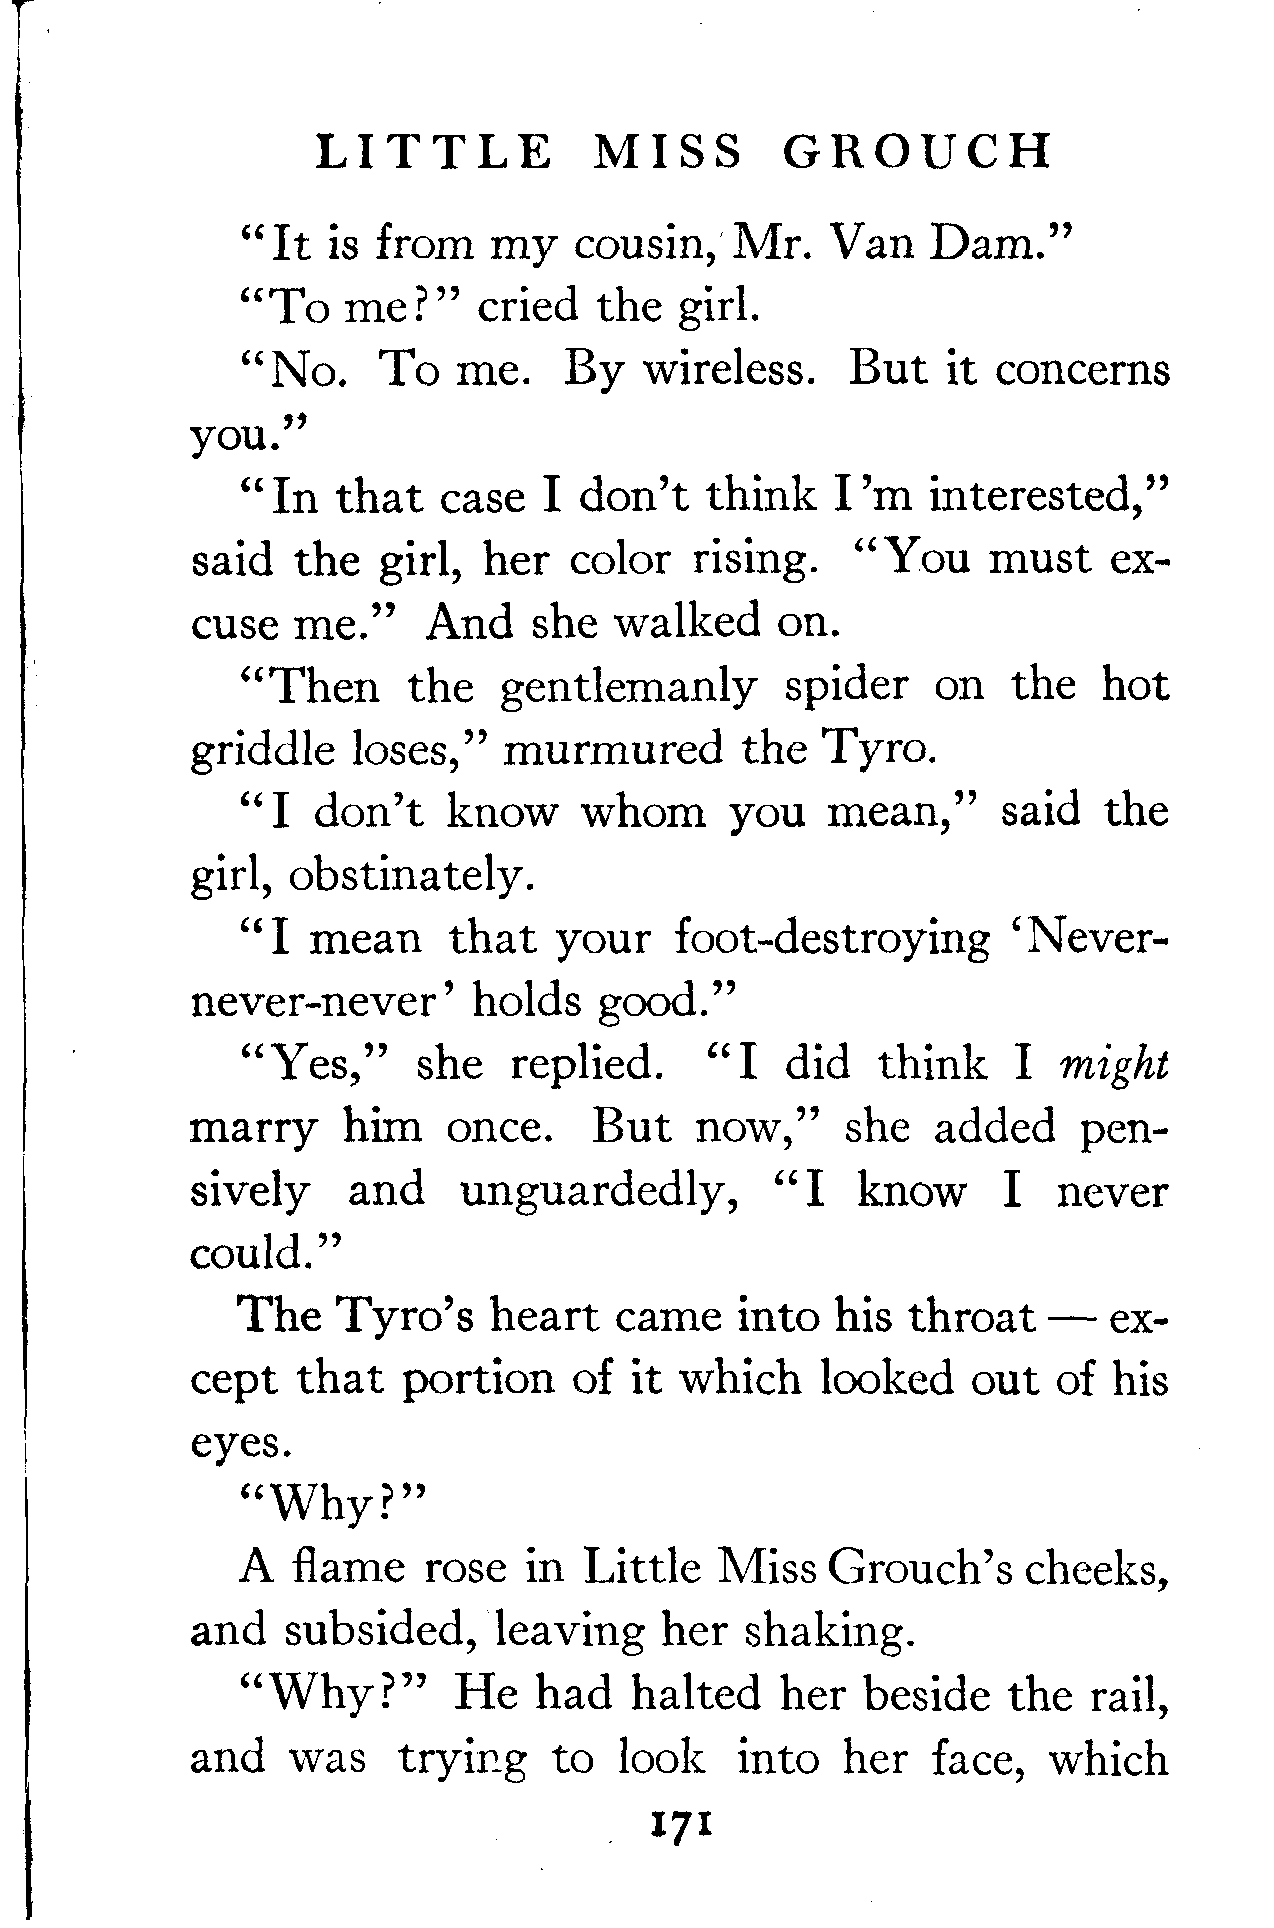 LITTLE MISS GROUCH
“It is from my cousin, Mr. Van Dam.”
“To me?” cried the girl.
“No. To me. By wireless. But it concerns
you.”
“In that case I don’t think I’m interested,”
said the girl, her color rising. “You must ex-
cuse me.” And she walked on.
“Then the gentlemanly spider on the hot
griddle loses,” murmured the Tyro.
“I don’t know whom you mean,” said the
girl, obstinately.
“I mean that your foot-destroying ‘Never-
never-never’ holds good.”
“Yes,” she replied. “I did think I might
marry him once. But now,” she added pen-
sively and unguardedly, “I know I never
could.”
The Tyro’s heart came into his throat — ex-
cept that portion of it which looked out of his
eyes.
“Why?”
A flame rose in Little Miss Grouch’s cheeks,
and subsided, leaving her shaking.
“Why?” He had halted her beside the rail,
and was trying to look into her face, which
171